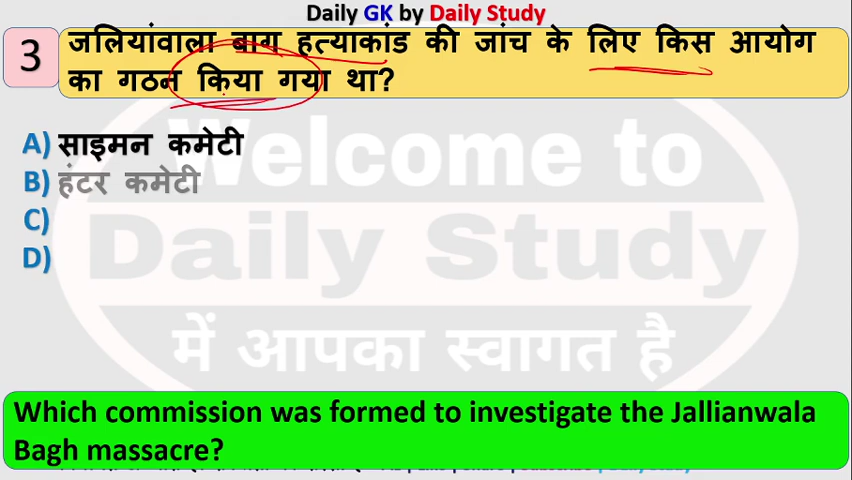 Daily GK by Daily Study
3
जलियांवाला बाग हत्याकांड की जांच के लिए किस आयोग
का गठन किया गया था?
A) साइमन कमेटी
B) हंटर कमेटी
C)
D)
Welcome to
Daily Study
में आपका स्वागत है
Which commission was formed to investigate the Jallianwala
Bagh massacre?